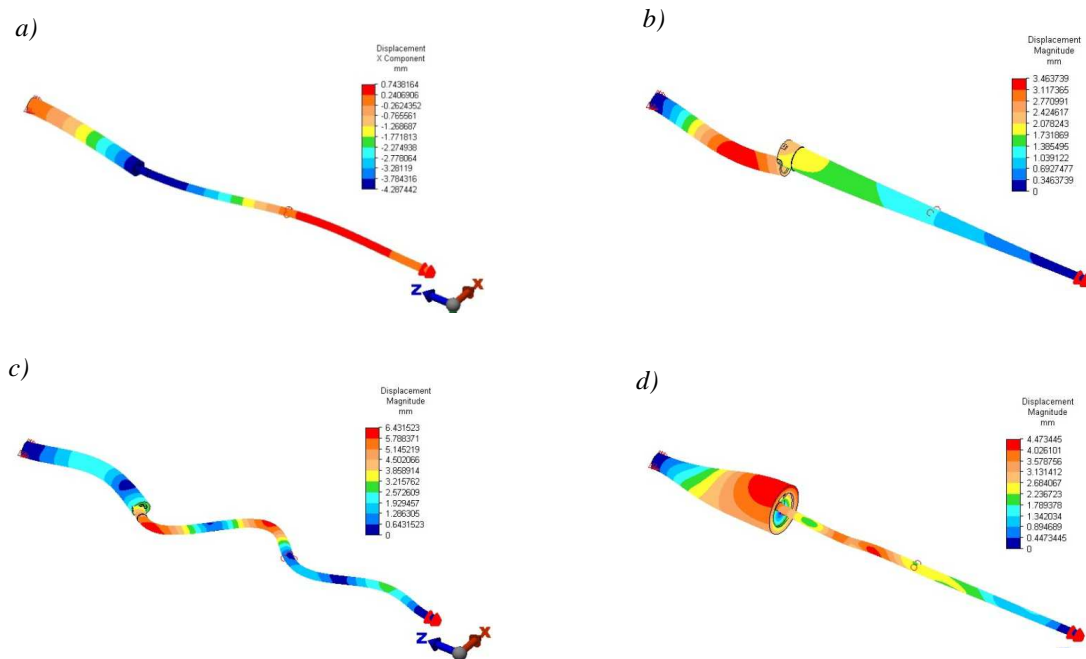 a)
Displacement
X Component
mm
0.7438164
0.2406906
-0.2624352
-0.765561
-1.268687
-1.771813
-2.274938
-2.778064
-3.28119
-3.784316
-4.287442
Z
X
b)
Displacement
Magnitude
mm
3.463739
3.117365
2.770991
2.424617
2.078243
1.731869
1.385495
1.039122
0.6927477
0.3463739
0
c)
Displacement
Magnitude
mm
6.431523
5.788371
5.145219
4.502066
3.858914
3.215762
2.572609
1.929457
1.286305
0.6431523
0
Z
X
d)
Displacement
Magnitude
mm
4.473445
4.026101
3.578756
3.131412
2.684067
2.236723
1.789378
1.342034
0.894689
0.4473445
0